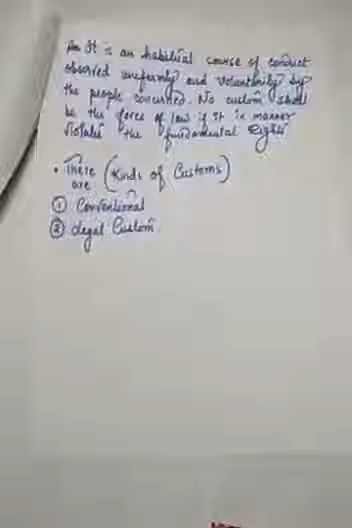 An It is an habitual course of conduct
observed uniformly and voluntarily by
the people concerned. No custom shall
be the force of law if it in manner
violates the fundamental Rights
• There are (Kinds of Customs)
① Conventional
② Legal Custom.